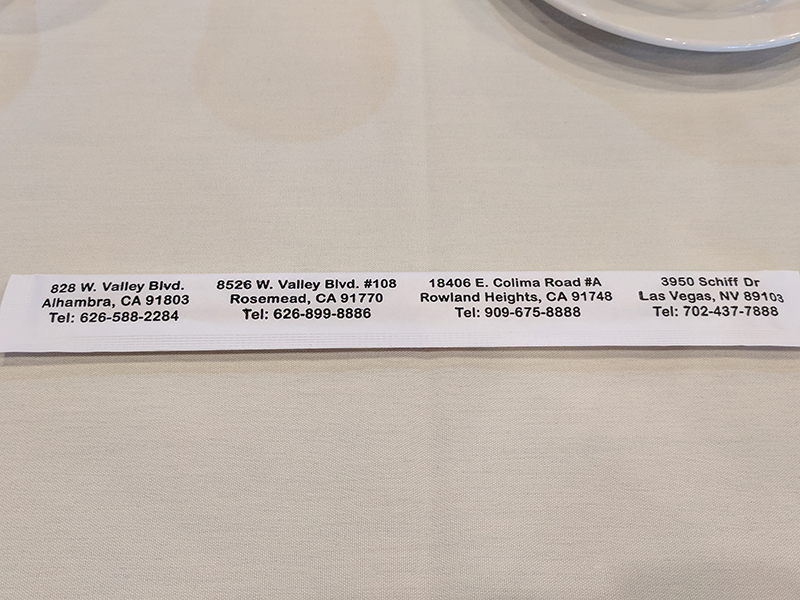 828 W. Valley Blvd.
Alhambra, CA 91803
Tel: 626-588-2284
8526 W. Valley Blvd. #108
Rosemead, CA 91770
Tel: 626-899-8886
18406 E. Colima Road #A
Rowland Heights, CA 91748
Tel: 909-675-8888
3950 Schiff Dr
Las Vegas, NV 89103
Tel: 702-437-7888